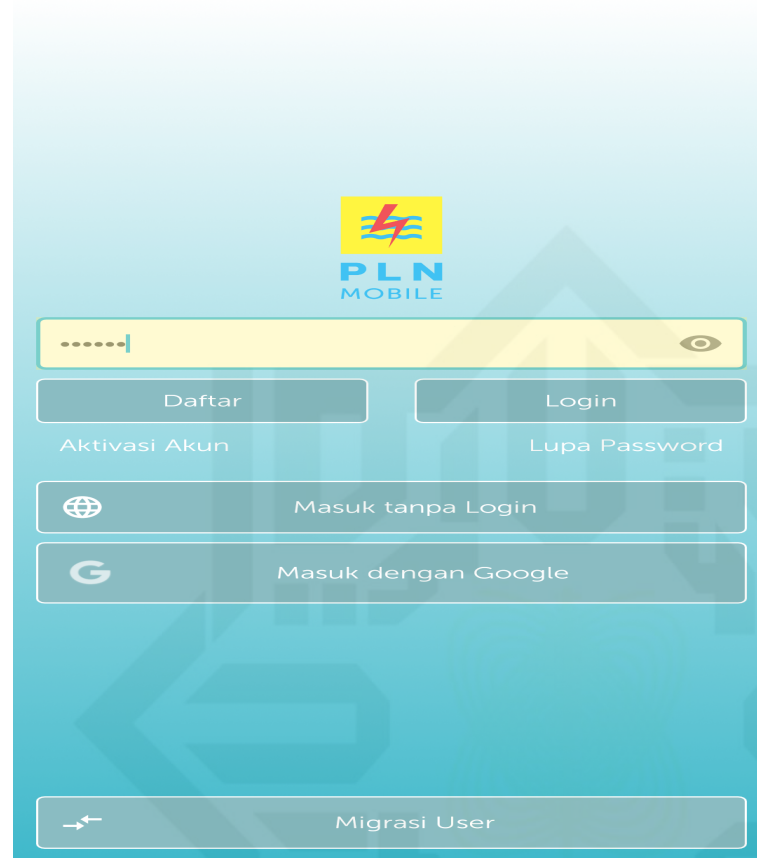 PLN
MOBILE
••••••
Daftar
Login
Aktivasi Akun
Lupa Password
Masuk tanpa Login
G
Masuk dengan Google
Migrasi User